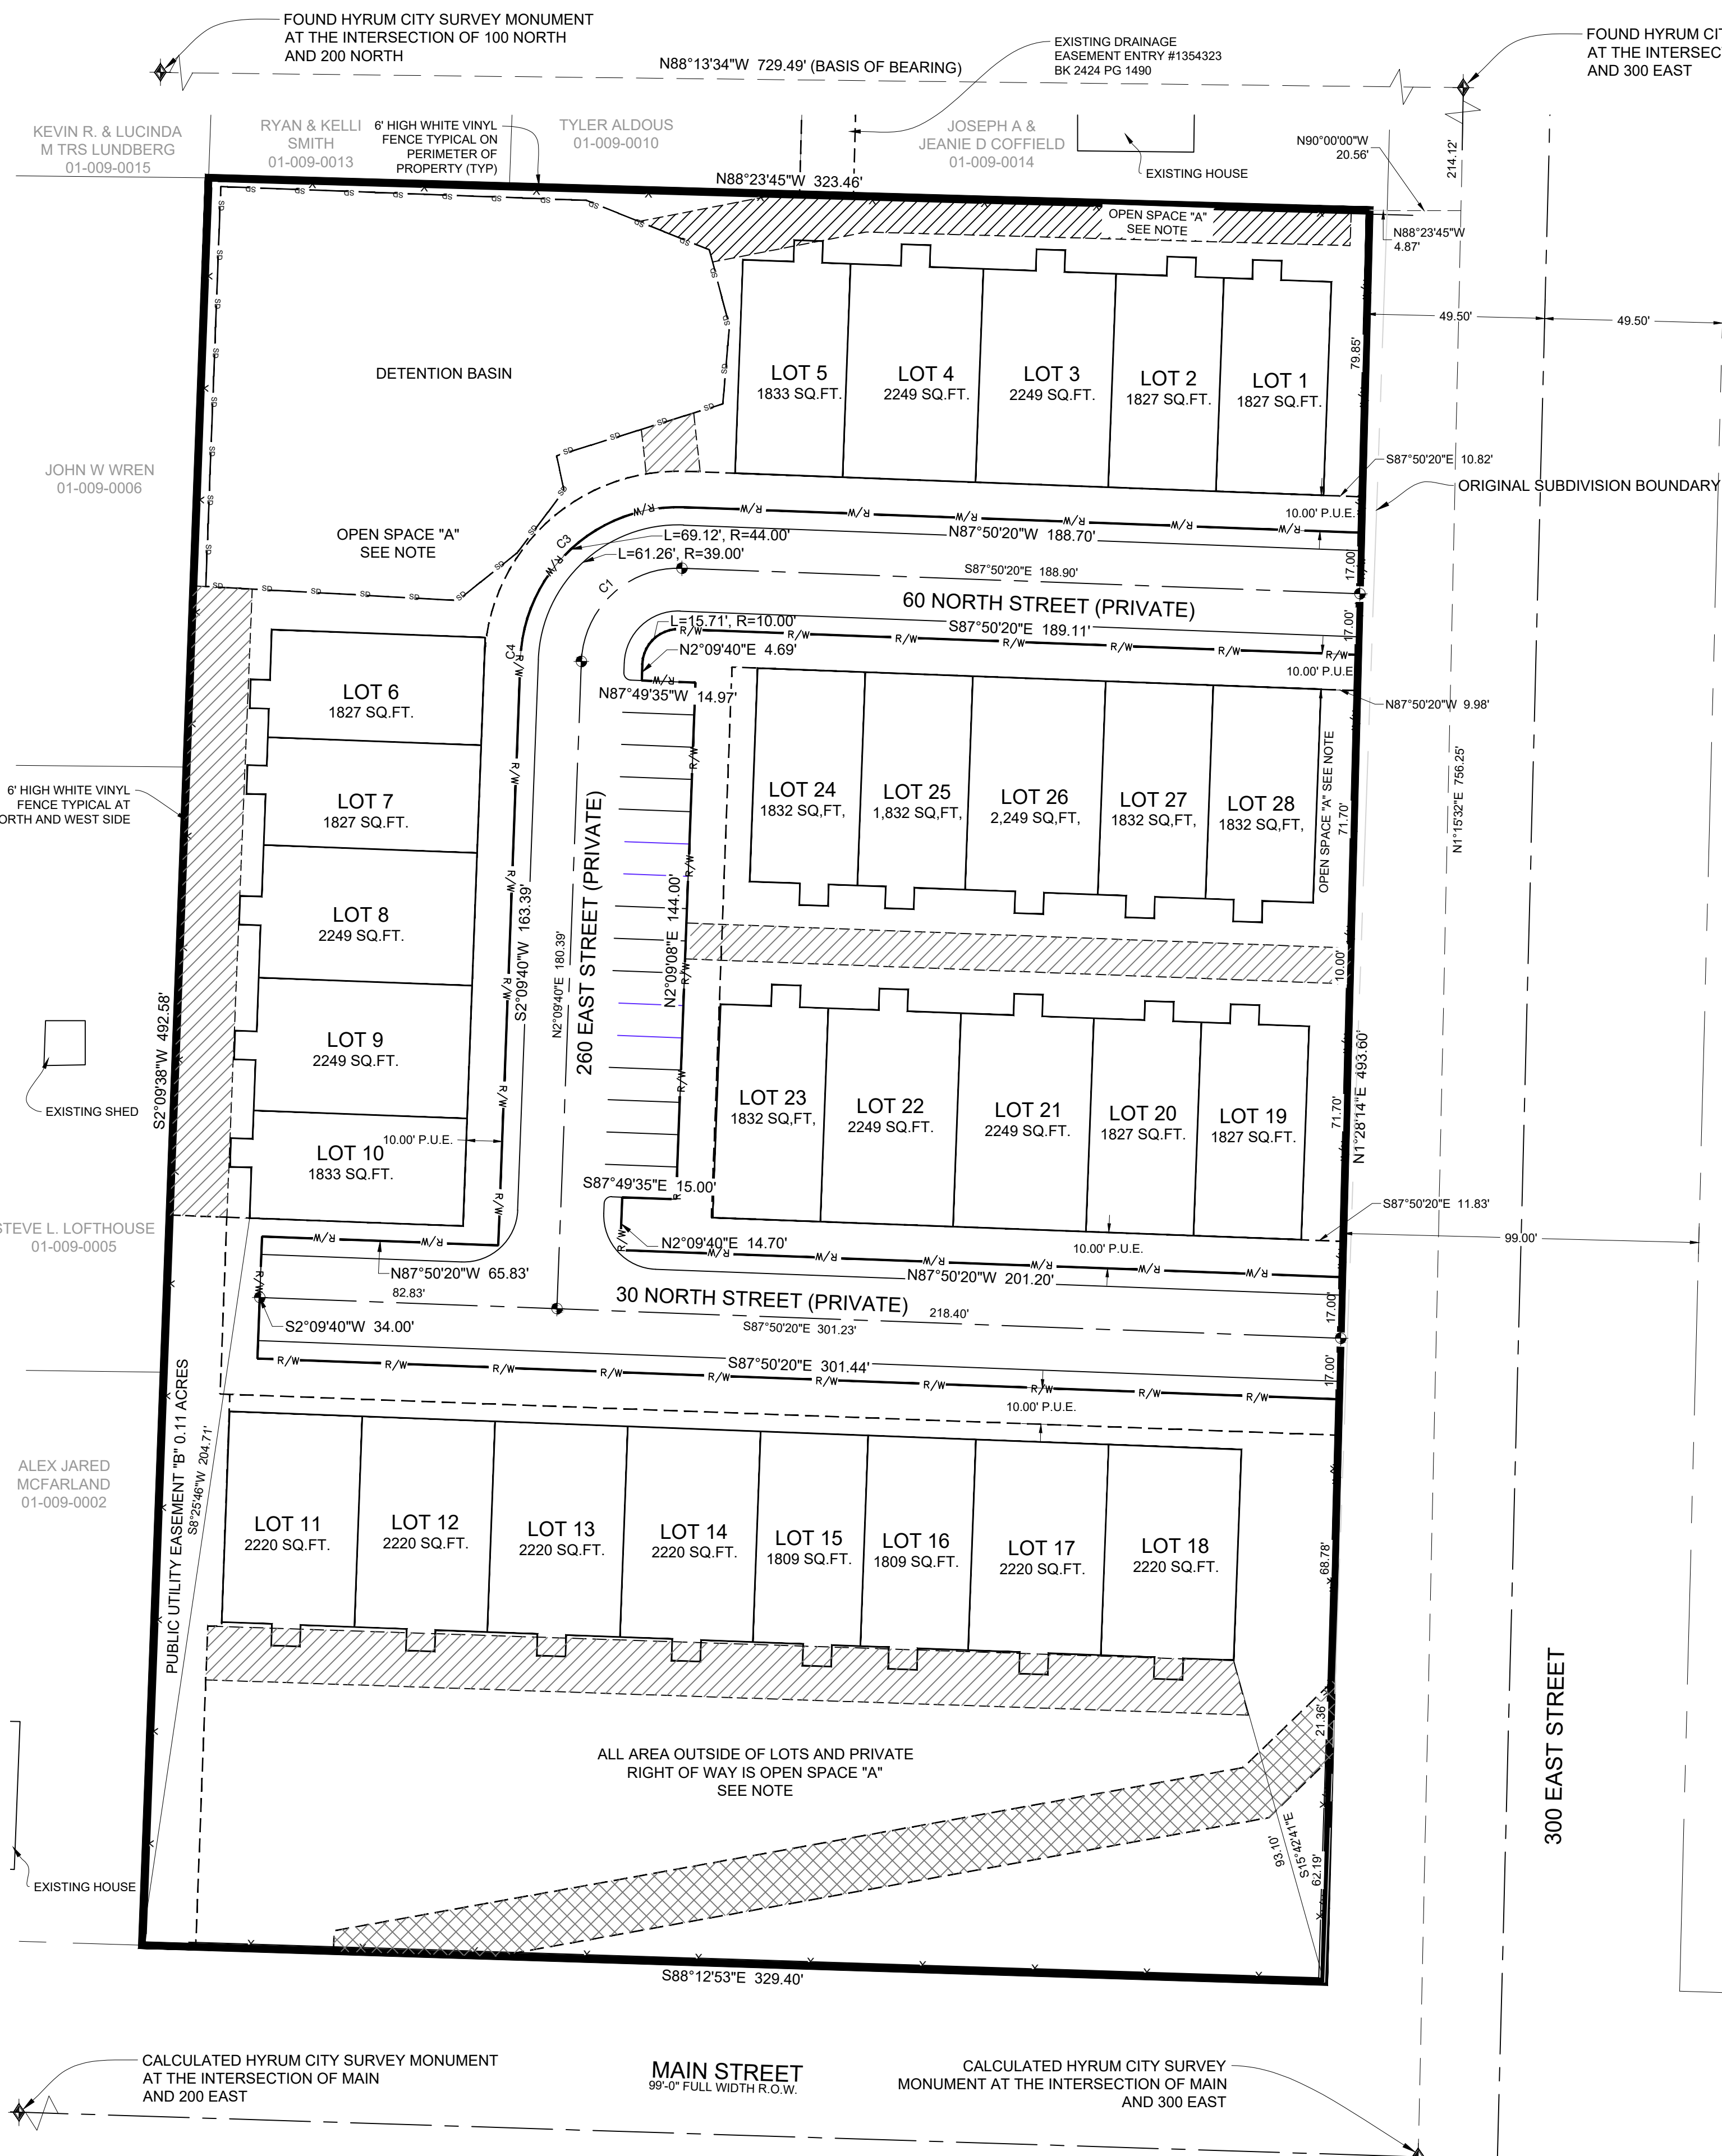 FOUND HYRUM CITY SURVEY MONUMENT
AT THE INTERSECTION OF 100 NORTH
AND 200 NORTH
N88°13'34"W 729.49' (BASIS OF BEARING)
EXISTING DRAINAGE
EASEMENT ENTRY #1354323
BK 2424 PG 1490
FOUND HYRUM CI
AT THE INTERSEC
AND 300 EAST
KEVIN R. & LUCINDA
M TRS LUNDBERG
01-009-0015
RYAN & KELLI
SMITH
01-009-0013
6' HIGH WHITE VINYL
FENCE TYPICAL ON
PERIMETER OF
PROPERTY (TYP)
TYLER ALDOUS
01-009-0010
JOSEPH A &
JEANIE D COFFIELD
01-009-0014
EXISTING HOUSE
N90°00'00"W
20.56'
214.12'
N88°23'45"W 323.46'
OPEN SPACE "A"
SEE NOTE
N88°23'45"W
4.87'
49.50'
49.50'
DETENTION BASIN
LOT 5
1833 SQ.FT.
LOT 4
2249 SQ.FT.
LOT 3
2249 SQ.FT.
LOT 2
1827 SQ.FT.
LOT 1
1827 SQ.FT.
79.85'
JOHN W WREN
01-009-0006
S87°50'20"E 10.82'
ORIGINAL SUBDIVISION BOUNDARY
10.00' P.U.E.
OPEN SPACE "A"
SEE NOTE
C3
L=69.12', R=44.00'
L=61.26', R=39.00'
N87°50'20"W 188.70'
C1
S87°50'20"E 188.90'
17.00'
60 NORTH STREET (PRIVATE)
L=15.71', R=10.00'
S87°50'20"E 189.11'
17.00'
C4
N2°09'40"E 4.69'
10.00' P.U.E
N87°49'35"W 14.97'
N87°50'20"W 9.98'
LOT 6
1827 SQ.FT.
LOT 7
1827 SQ.FT.
LOT 8
2249 SQ.FT.
LOT 9
2249 SQ.FT.
LOT 10
1833 SQ.FT.
10.00' P.U.E.
6' HIGH WHITE VINYL
FENCE TYPICAL AT
ORTH AND WEST SIDE
LOT 24
1832 SQ,FT,
LOT 25
1,832 SQ,FT,
LOT 26
2,249 SQ,FT,
LOT 27
1832 SQ,FT,
LOT 28
1832 SQ,FT,
OPEN SPACE "A" SEE NOTE
71.70'
N1°15'32"E 756.25'
S2°09'40"W 163.39'
N2°09'40"E 180.39'
260 EAST STREET (PRIVATE)
N2°09'08"E 144.00'
10.00'
S2°09'38"W 492.58'
EXISTING SHED
LOT 23
1832 SQ,FT,
LOT 22
2249 SQ.FT.
LOT 21
2249 SQ.FT.
LOT 20
1827 SQ.FT.
LOT 19
1827 SQ.FT.
71.70'
N1°28'14"E 493.60'
S87°49'35"E 15.00'
S87°50'20"E 11.83'
STEVE L. LOFTHOUSE
01-009-0005
99.00'
N2°09'40"E 14.70'
10.00' P.U.E.
N87°50'20"W 65.83'
N87°50'20"W 201.20'
82.83'
30 NORTH STREET (PRIVATE)
218.40'
17.00'
S2°09'40"W 34.00'
S87°50'20"E 301.23'
S87°50'20"E 301.44'
17.00'
10.00' P.U.E.
PUBLIC UTILITY EASEMENT "B" 0.11 ACRES
S8°25'46"W 204.71'
ALEX JARED
MCFARLAND
01-009-0002
LOT 11
2220 SQ.FT.
LOT 12
2220 SQ.FT.
LOT 13
2220 SQ.FT.
LOT 14
2220 SQ.FT.
LOT 15
1809 SQ.FT.
LOT 16
1809 SQ.FT.
LOT 17
2220 SQ.FT.
LOT 18
2220 SQ.FT.
68.78'
21.36'
ALL AREA OUTSIDE OF LOTS AND PRIVATE
RIGHT OF WAY IS OPEN SPACE "A"
SEE NOTE
300 EAST STREET
93.10'
S15°42'41"E
62.19'
EXISTING HOUSE
S88°12'53"E 329.40'
CALCULATED HYRUM CITY SURVEY MONUMENT
AT THE INTERSECTION OF MAIN
AND 200 EAST
MAIN STREET
99'-0" FULL WIDTH R.O.W.
CALCULATED HYRUM CITY SURVEY
MONUMENT AT THE INTERSECTION OF MAIN
AND 300 EAST